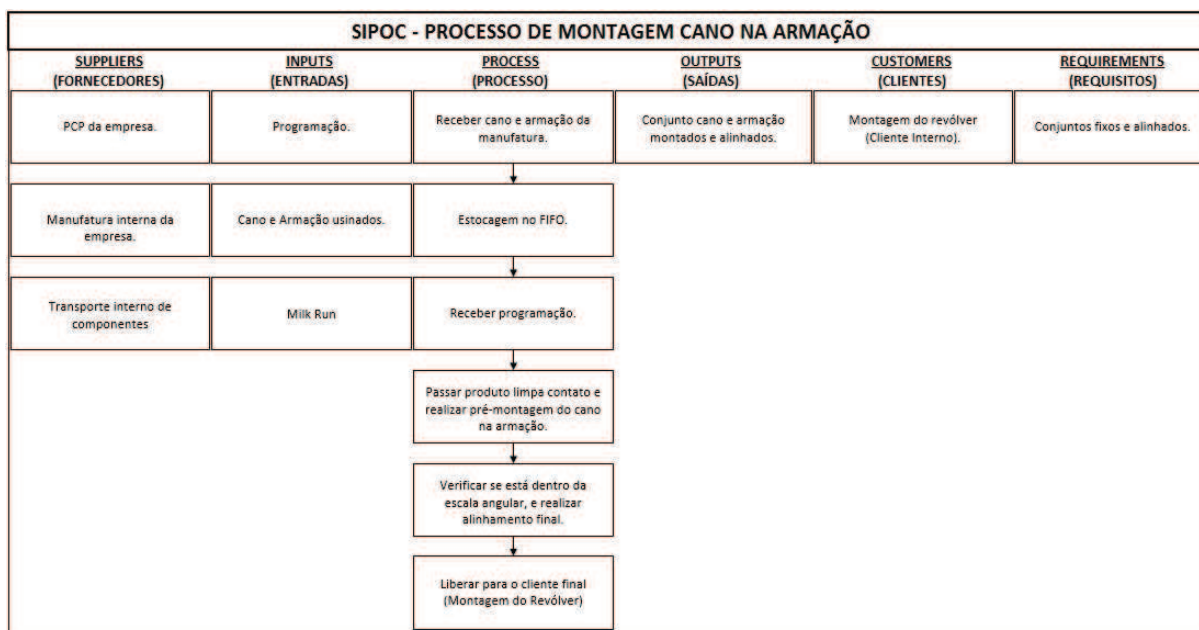 SIPOC - PROCESSO DE MONTAGEM CANO NA ARMAÇÃO
SUPPLIERS
(FORNECEDORES)
INPUTS
(ENTRADAS)
PROCESS
(PROCESSO)
OUTPUTS
(SAÍDAS)
CUSTOMERS
(CLIENTES)
REQUIREMENTS
(REQUISITOS)
PCP da empresa.
Programação.
Receber cano e armação da
manufatura.
Conjunto cano e armação
montados e alinhados.
Montagem do revólver
(Cliente Interno).
Conjuntos fixos e alinhados.
Manufatura interna da
empresa.
Cano e Armação usinados.
Estocagem no FIFO.
Transporte interno de
componentes
Milk Run
Receber programação.
Passar produto limpa contato e
realizar pré-montagem do cano
na armação.
Verificar se está dentro da
escala angular, e realizar
alinhamento final.
Liberar para o cliente final
(Montagem do Revólver)